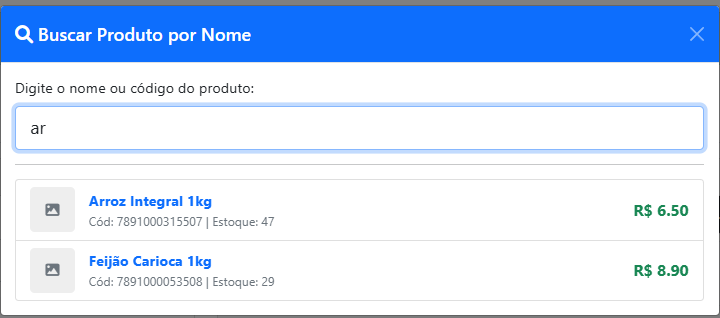 Buscar Produto por Nome
Digite o nome ou código do produto:
ar
Arroz Integral 1kg
R$ 6.50
Cód: 7891000315507 | Estoque: 47
Feijão Carioca 1kg
R$ 8.90
Cód: 7891000053508 | Estoque: 29